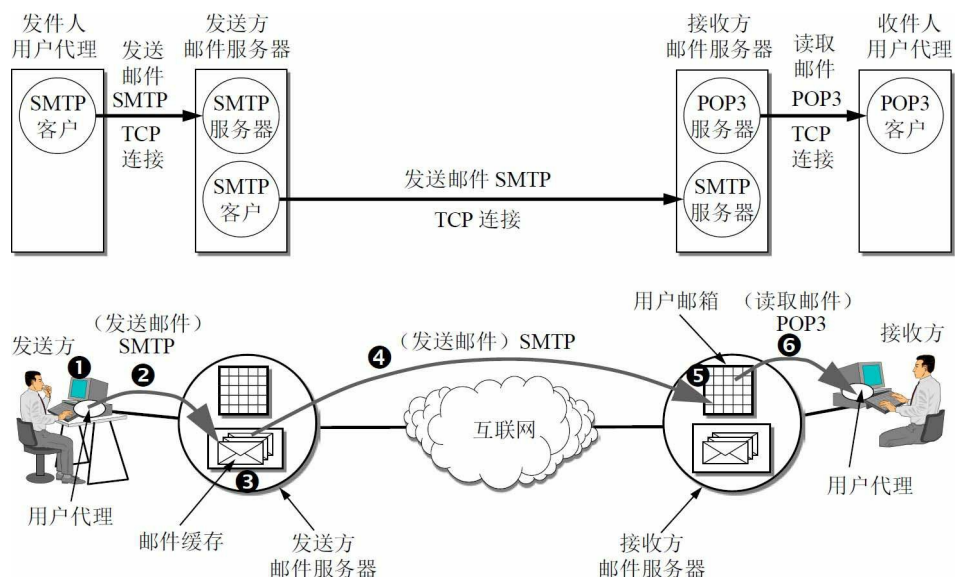 发件人
用户代理
发送
邮件
SMTP
TCP
连接
SMTP
客户
发送方
邮件服务器
SMTP
服务器
SMTP
客户
发送邮件 SMTP
TCP 连接
接收方
邮件服务器
POP3
服务器
SMTP
服务器
读取
邮件
POP3
TCP
连接
收件人
用户代理
POP3
客户
发送方
（发送邮件）
SMTP
❶
❷
❸
❹
（发送邮件）SMTP
用户邮箱
（读取邮件）
POP3
❺
❻
接收方
互联网
用户代理
邮件缓存
发送方
邮件服务器
接收方
邮件服务器
用户代理